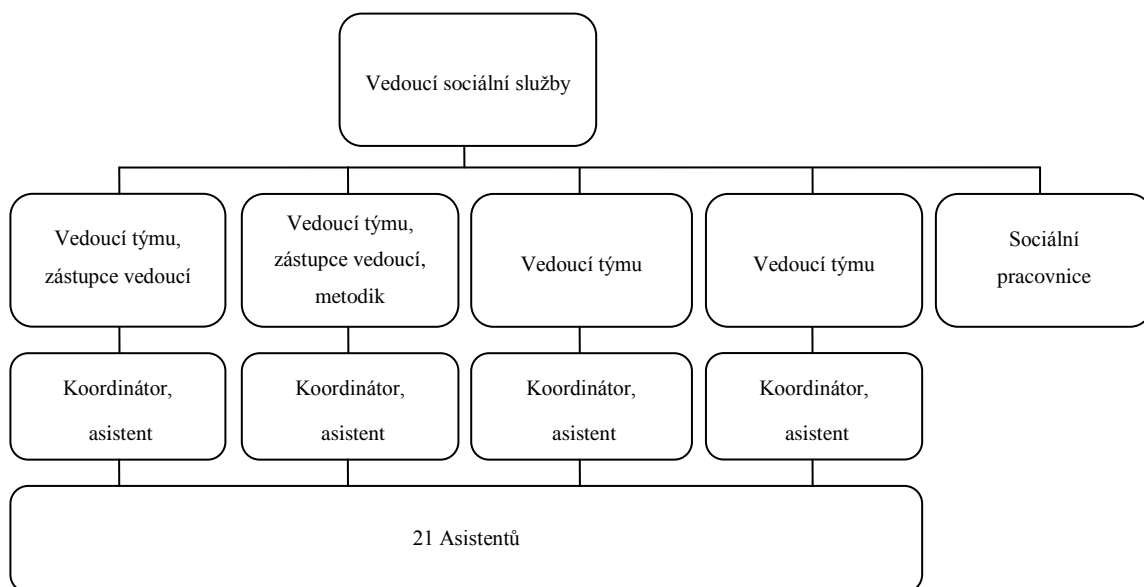 Vedoucí sociální služby
Vedoucí týmu,
zástupce vedoucí
Vedoucí týmu,
zástupce vedoucí,
metodik
Vedoucí týmu
Vedoucí týmu
Sociální
pracovnice
Koordinátor,
asistent
Koordinátor,
asistent
Koordinátor,
asistent
Koordinátor,
asistent
21 Asistentů